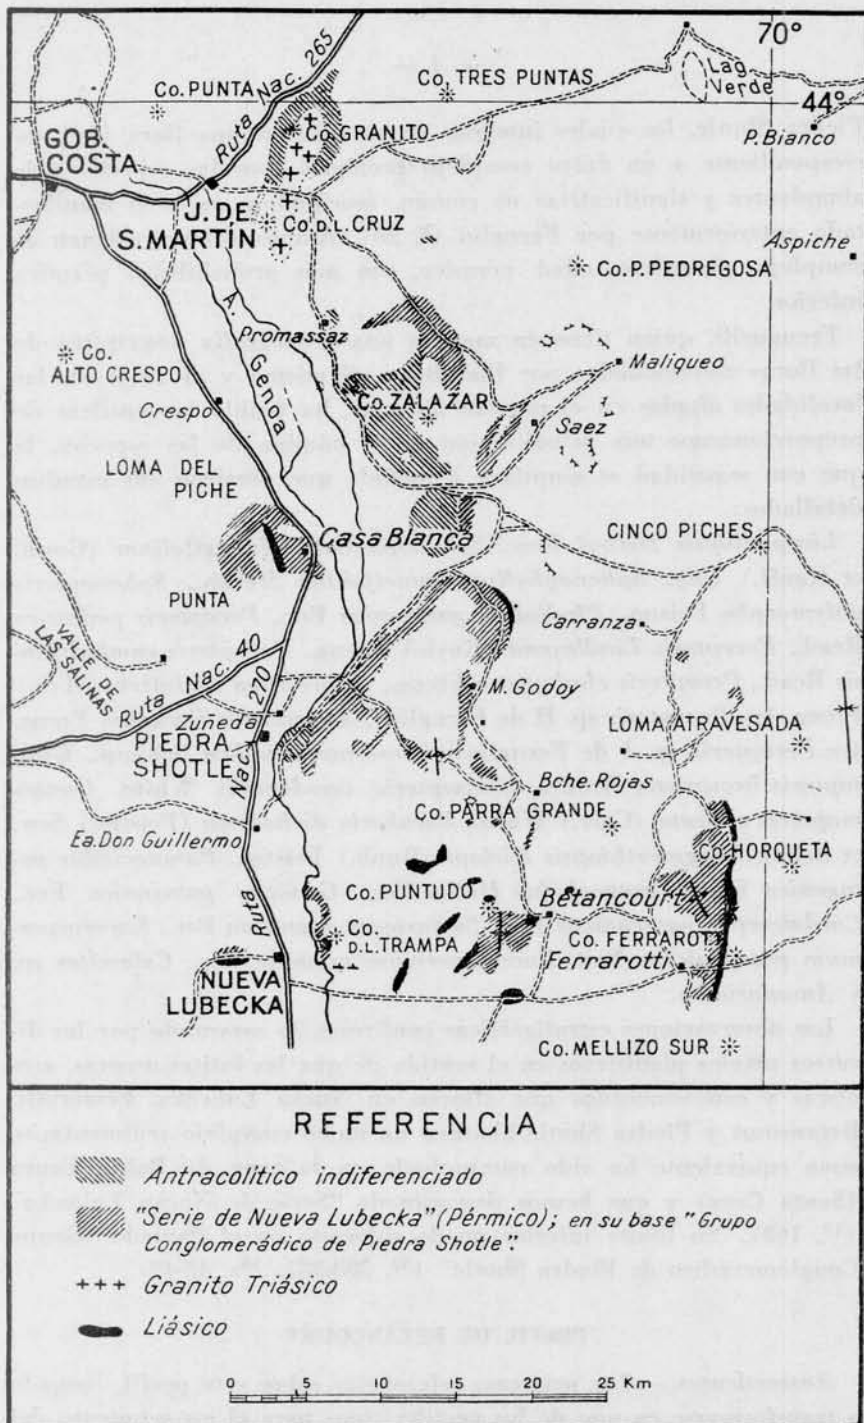 70°
Co. PUNTA
Ruta Nac. 265
Co. TRES PUNTAS
Lag. Verde
44°
GOB. COSTA
Co. GRANITO
P. Bianco
J. DE S. MARTÍN
Co. D.L. CRUZ
Aspiche
Co. P. PEDREGOSA
A. Genoa
Promassaz
Co. ALTO CRESPO
Maliqueo
Crespo
Co. ZALAZAR
Saez
LOMA DEL PICHE
Casa Blanca
CINCO PICHES
PUNTA
VALLE DE LAS SALINAS
Carranza
Ruta Nac. 40
M. Godoy
Zuñeda
LOMA ATRAVESADA
PIEDRA SHOTLE
Ruta Nac. 270
Bche Rojas
Co. PARRA GRANDE
Ea. Don Guillermo
Co. HORQUETA
Co. PUNTUDO
Betancourt
Co. D.L. TRAMPA
Co. FERRAROTTI
Ferrarotti
NUEVA LUBECKA
Co. MELLIZO SUR
REFERENCIA
Antracolítico indiferenciado
"Serie de Nueva Lubecka" (Pérmico); en su base "Grupo
Conglomerádico de Piedra Shotle".
+++ Granito Triásico
Liásico
0 5 10 15 20 25 Km